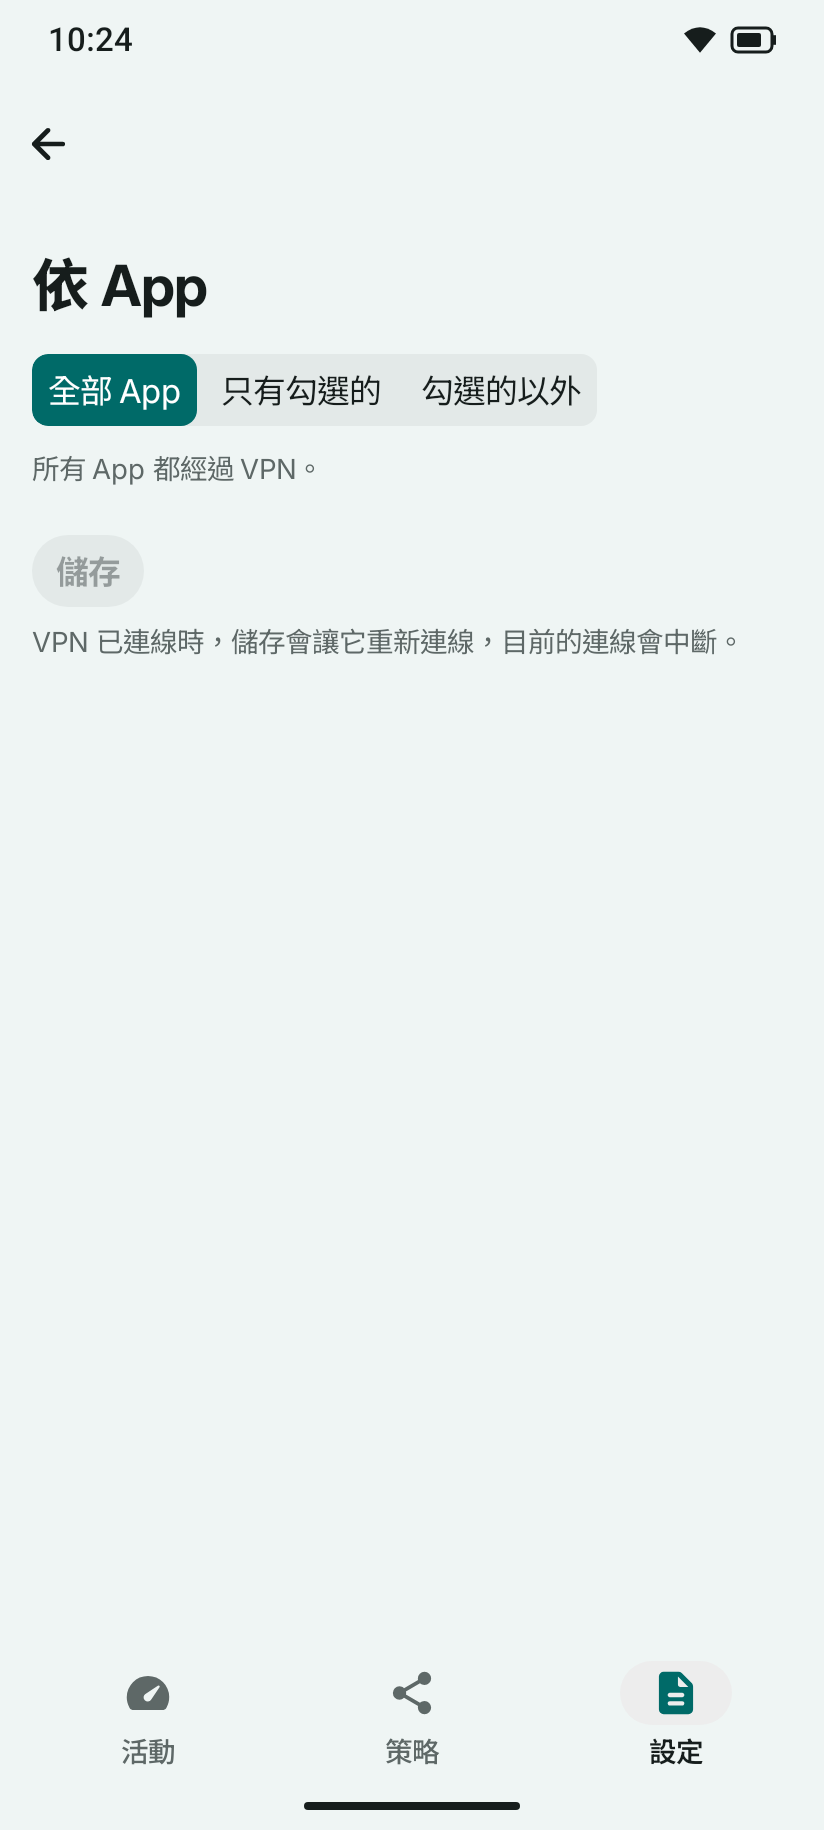 10:24
依 App
全部 App 只有勾選的 勾選的以外
所有 App 都經過 VPN。
儲存
VPN 已連線時，儲存會讓它重新連線，目前的連線會中斷。
活動 策略 設定